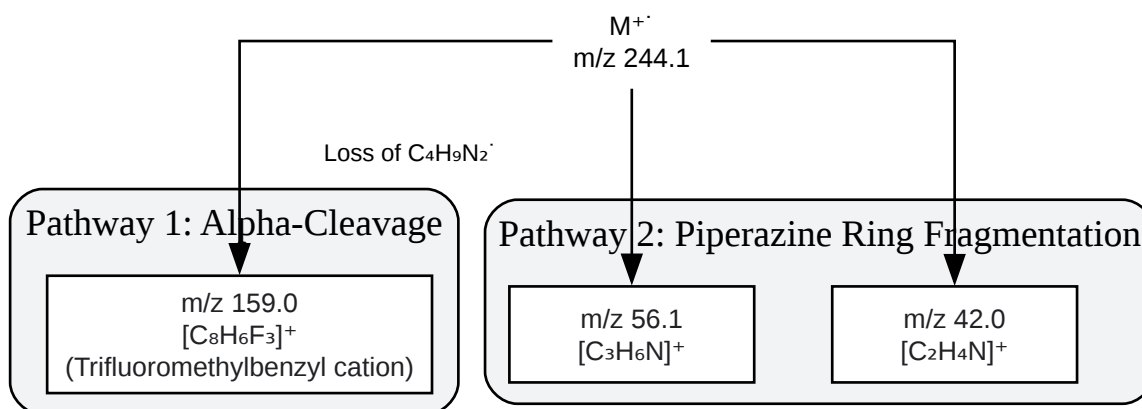 M⁺˙
m/z 244.1
Loss of C₄H₉N₂˙
Pathway 1: Alpha-Cleavage
m/z 159.0
[C₈H₆F₃]⁺
(Trifluoromethylbenzyl cation)
Pathway 2: Piperazine Ring Fragmentation
m/z 56.1
[C₃H₆N]⁺
m/z 42.0
[C₂H₄N]⁺